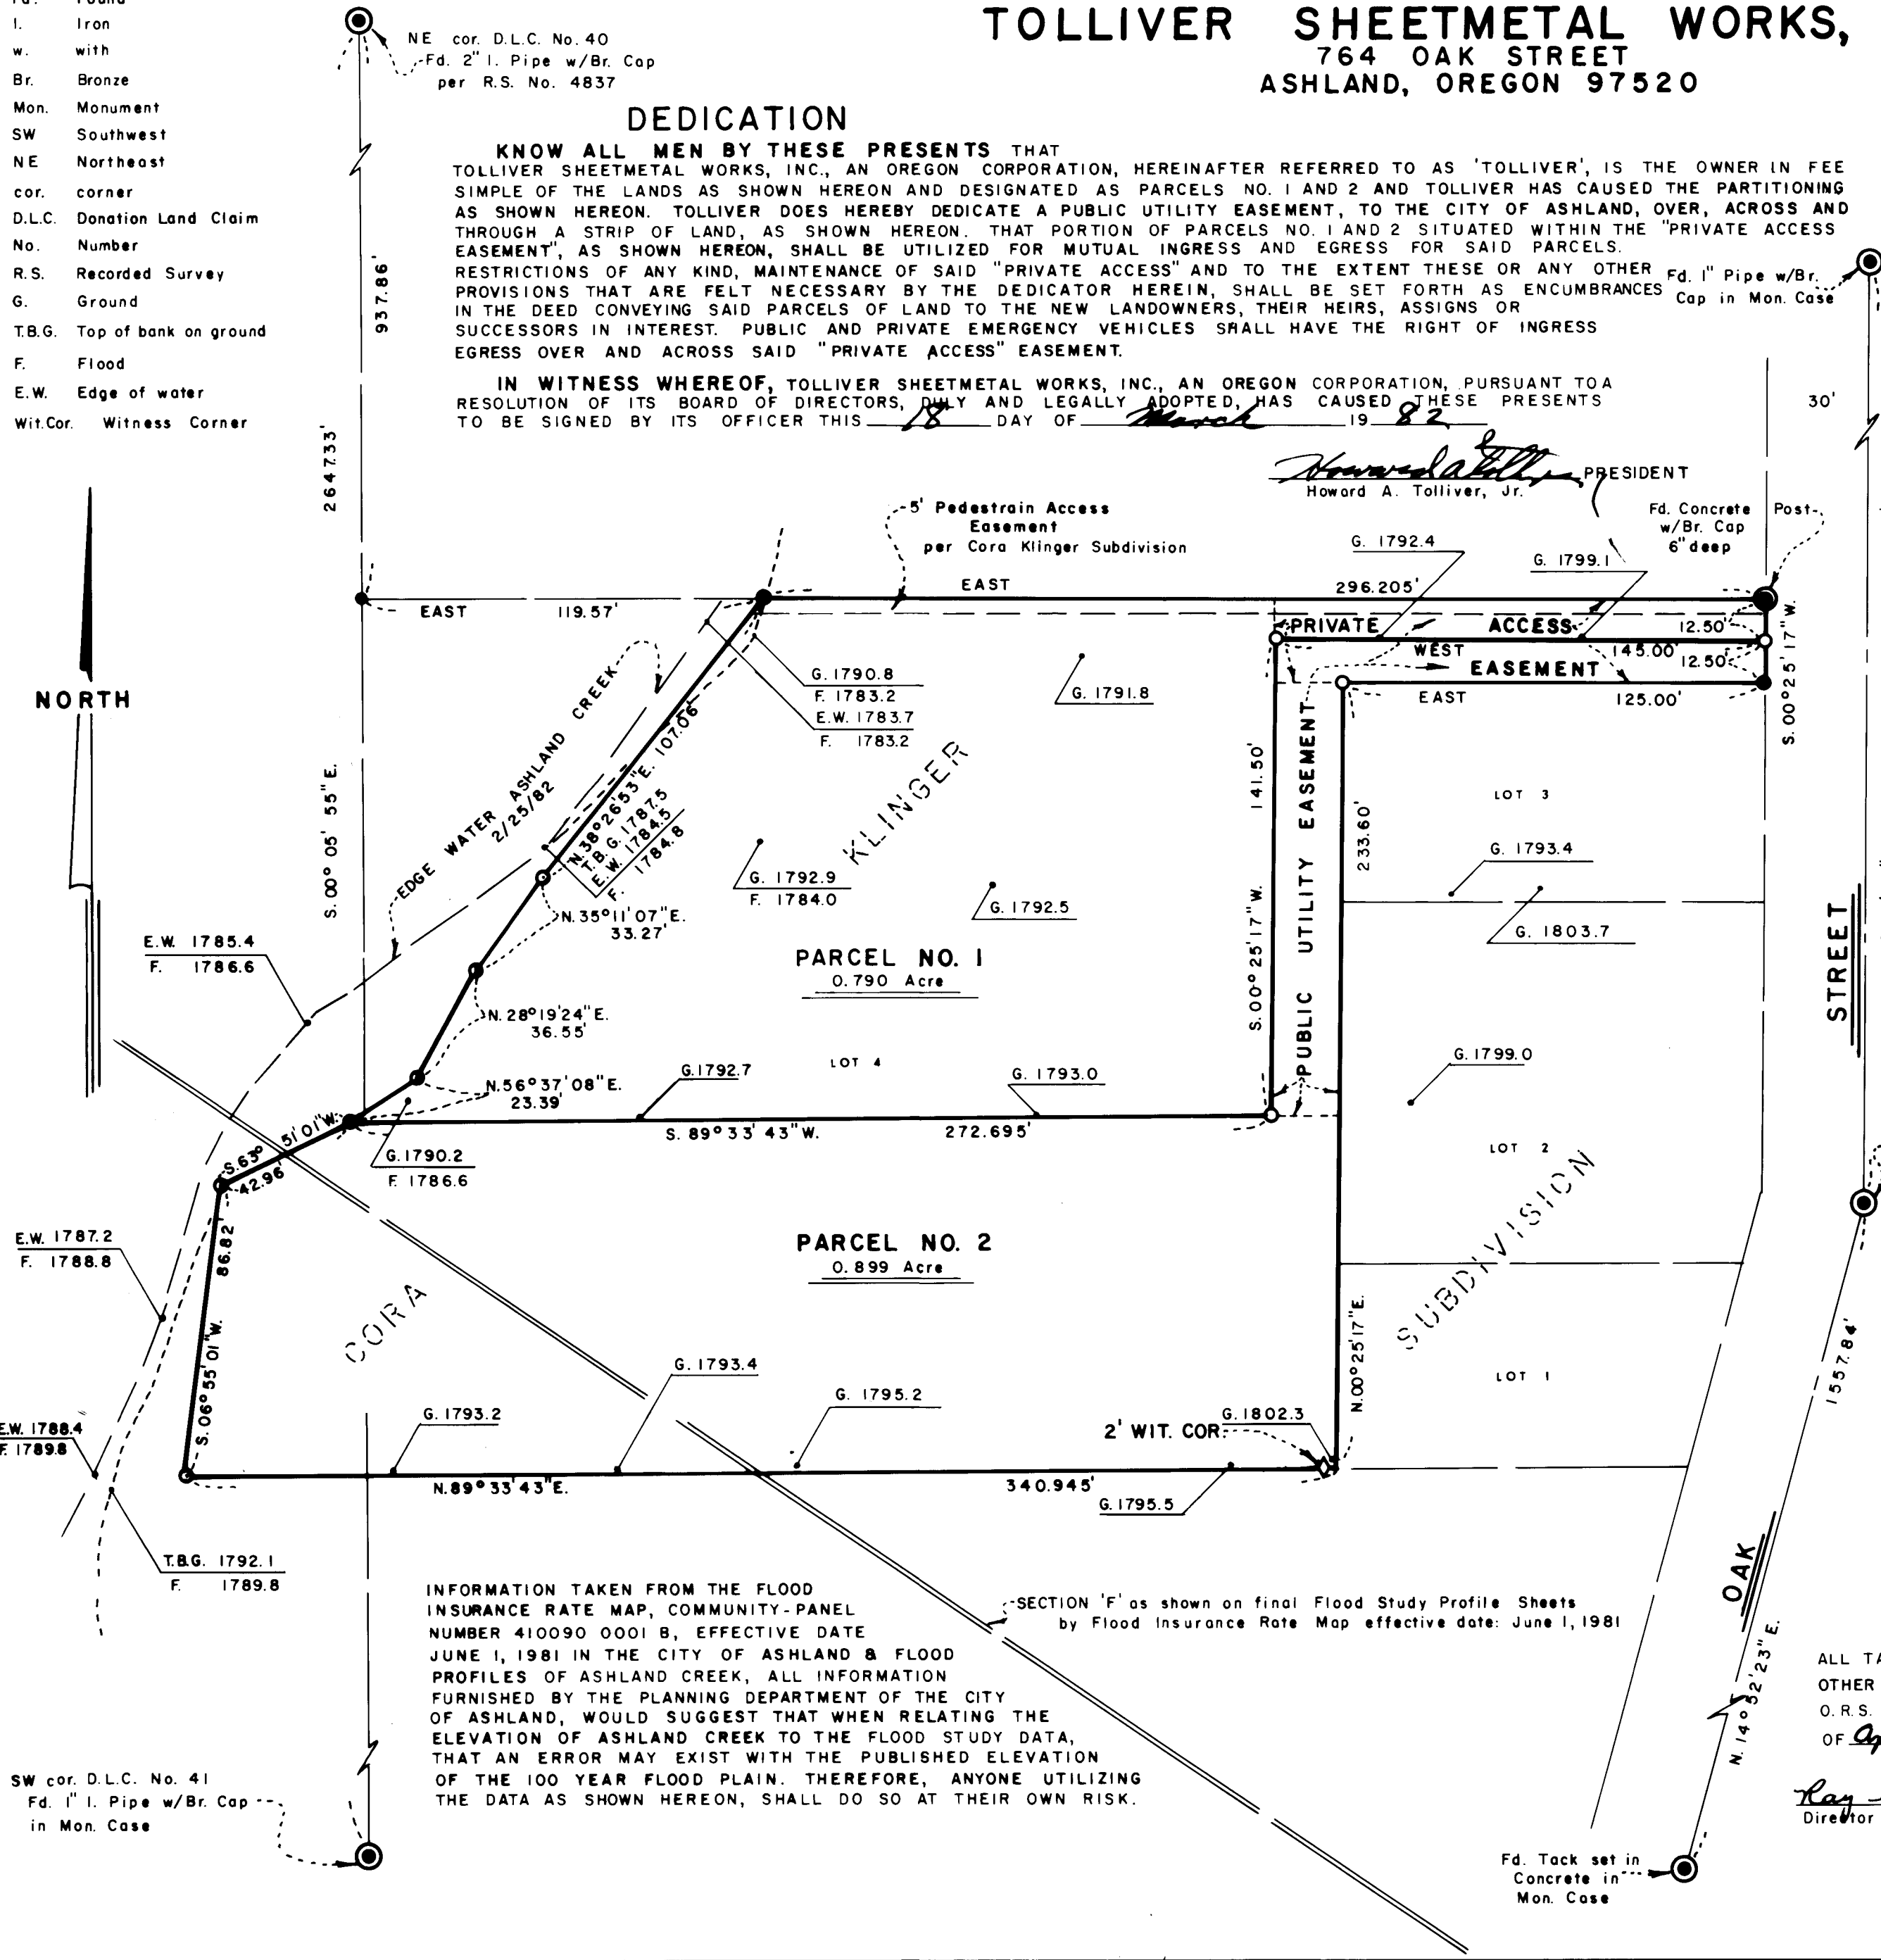 TOLLIVER SHEETMETAL WORKS,
764 OAK STREET
ASHLAND, OREGON 97520
I. Iron
w. with
Br. Bronze
Mon. Monument
SW Southwest
NE Northeast
cor. corner
D.L.C. Donation Land Claim
No. Number
R.S. Recorded Survey
G. Ground
T.B.G. Top of bank on ground
F. Flood
E.W. Edge of water
Wit.Cor. Witness Corner
NE cor. D.L.C. No. 40
Fd. 2" I. Pipe w/Br. Cap
per R.S. No. 4837
DEDICATION
KNOW ALL MEN BY THESE PRESENTS THAT
TOLLIVER SHEETMETAL WORKS, INC., AN OREGON CORPORATION, HEREINAFTER REFERRED TO AS 'TOLLIVER', IS THE OWNER IN FEE
SIMPLE OF THE LANDS AS SHOWN HEREON AND DESIGNATED AS PARCELS NO. 1 AND 2 AND TOLLIVER HAS CAUSED THE PARTITIONING
AS SHOWN HEREON. TOLLIVER DOES HEREBY DEDICATE A PUBLIC UTILITY EASEMENT, TO THE CITY OF ASHLAND, OVER, ACROSS AND
THROUGH A STRIP OF LAND, AS SHOWN HEREON. THAT PORTION OF PARCELS NO. 1 AND 2 SITUATED WITHIN THE "PRIVATE ACCESS
EASEMENT", AS SHOWN HEREON, SHALL BE UTILIZED FOR MUTUAL INGRESS AND EGRESS FOR SAID PARCELS.
RESTRICTIONS OF ANY KIND, MAINTENANCE OF SAID "PRIVATE ACCESS" AND TO THE EXTENT THESE OR ANY OTHER
PROVISIONS THAT ARE FELT NECESSARY BY THE DEDICATOR HEREIN, SHALL BE SET FORTH AS ENCUMBRANCES
IN THE DEED CONVEYING SAID PARCELS OF LAND TO THE NEW LANDOWNERS, THEIR HEIRS, ASSIGNS OR
SUCCESSORS IN INTEREST. PUBLIC AND PRIVATE EMERGENCY VEHICLES SHALL HAVE THE RIGHT OF INGRESS
EGRESS OVER AND ACROSS SAID "PRIVATE ACCESS" EASEMENT.
IN WITNESS WHEREOF, TOLLIVER SHEETMETAL WORKS, INC., AN OREGON CORPORATION, PURSUANT TO A
RESOLUTION OF ITS BOARD OF DIRECTORS, DULY AND LEGALLY ADOPTED, HAS CAUSED THESE PRESENTS
TO BE SIGNED BY ITS OFFICER THIS 18 DAY OF March 19 82
PRESIDENT
Howard A. Tolliver, Jr.
Fd. 1" Pipe w/Br.
Cap in Mon. Case
30'
937.86'
2647.33'
S. 00° 05' 55" E.
NORTH
5' Pedestrain Access
Easement
per Cora Klinger Subdivision
Fd. Concrete Post
w/Br. Cap
6" deep
G. 1792.4
G. 1799.1
EAST 119.57'
EAST 296.205'
PRIVATE ACCESS
EASEMENT
WEST 145.00'
12.50'
12.50'
EAST 125.00'
S. 00° 25' 17" W.
G. 1790.8
F. 1783.2
E.W. 1783.7
F. 1783.2
G. 1791.8
EDGE WATER ASHLAND CREEK
2/25/82
N. 38° 26' 53" E. 107.06'
T.B.G. 1787.5
E.W. 1784.5
F. 1784.8
KLINGER
141.50'
S. 00° 25' 17" W.
PUBLIC UTILITY EASEMENT
233.60'
LOT 3
G. 1793.4
G. 1803.7
G. 1792.9
F. 1784.0
G. 1792.5
N. 35° 11' 07" E.
33.27'
PARCEL NO. 1
0.790 Acre
E.W. 1785.4
F. 1786.6
N. 28° 19' 24" E.
36.55'
LOT 4
G. 1792.7
G. 1793.0
G. 1799.0
STREET
N. 56° 37' 08" E.
23.39'
S. 89° 33' 43" W. 272.695'
S. 63° 51' 01" W.
42.96
G. 1790.2
F. 1786.6
LOT 2
SUBDIVISION
E.W. 1787.2
F. 1788.8
86.82'
S. 06° 55' 01" W.
PARCEL NO. 2
0.899 Acre
CORA
N. 00° 25' 17" E.
LOT 1
1557.84'
G. 1793.4
G. 1793.2
G. 1795.2
G. 1802.3
2' WIT. COR.
E.W. 1788.4
F. 1789.8
N. 89° 33' 43" E. 340.945'
G. 1795.5
T.B.G. 1792.1
F. 1789.8
OAK
N. 14° 52' 23" E.
INFORMATION TAKEN FROM THE FLOOD
INSURANCE RATE MAP, COMMUNITY-PANEL
NUMBER 410090 0001 B, EFFECTIVE DATE
JUNE 1, 1981 IN THE CITY OF ASHLAND & FLOOD
PROFILES OF ASHLAND CREEK, ALL INFORMATION
FURNISHED BY THE PLANNING DEPARTMENT OF THE CITY
OF ASHLAND, WOULD SUGGEST THAT WHEN RELATING THE
ELEVATION OF ASHLAND CREEK TO THE FLOOD STUDY DATA,
THAT AN ERROR MAY EXIST WITH THE PUBLISHED ELEVATION
OF THE 100 YEAR FLOOD PLAIN. THEREFORE, ANYONE UTILIZING
THE DATA AS SHOWN HEREON, SHALL DO SO AT THEIR OWN RISK.
SECTION 'F' as shown on final Flood Study Profile Sheets
by Flood Insurance Rate Map effective date: June 1, 1981
SW cor. D.L.C. No. 41
Fd. 1" I. Pipe w/Br. Cap
in Mon. Case
Fd. Tack set in
Concrete in
Mon. Case
ALL
OTHER
O.R.S.
OF
Ray
Director